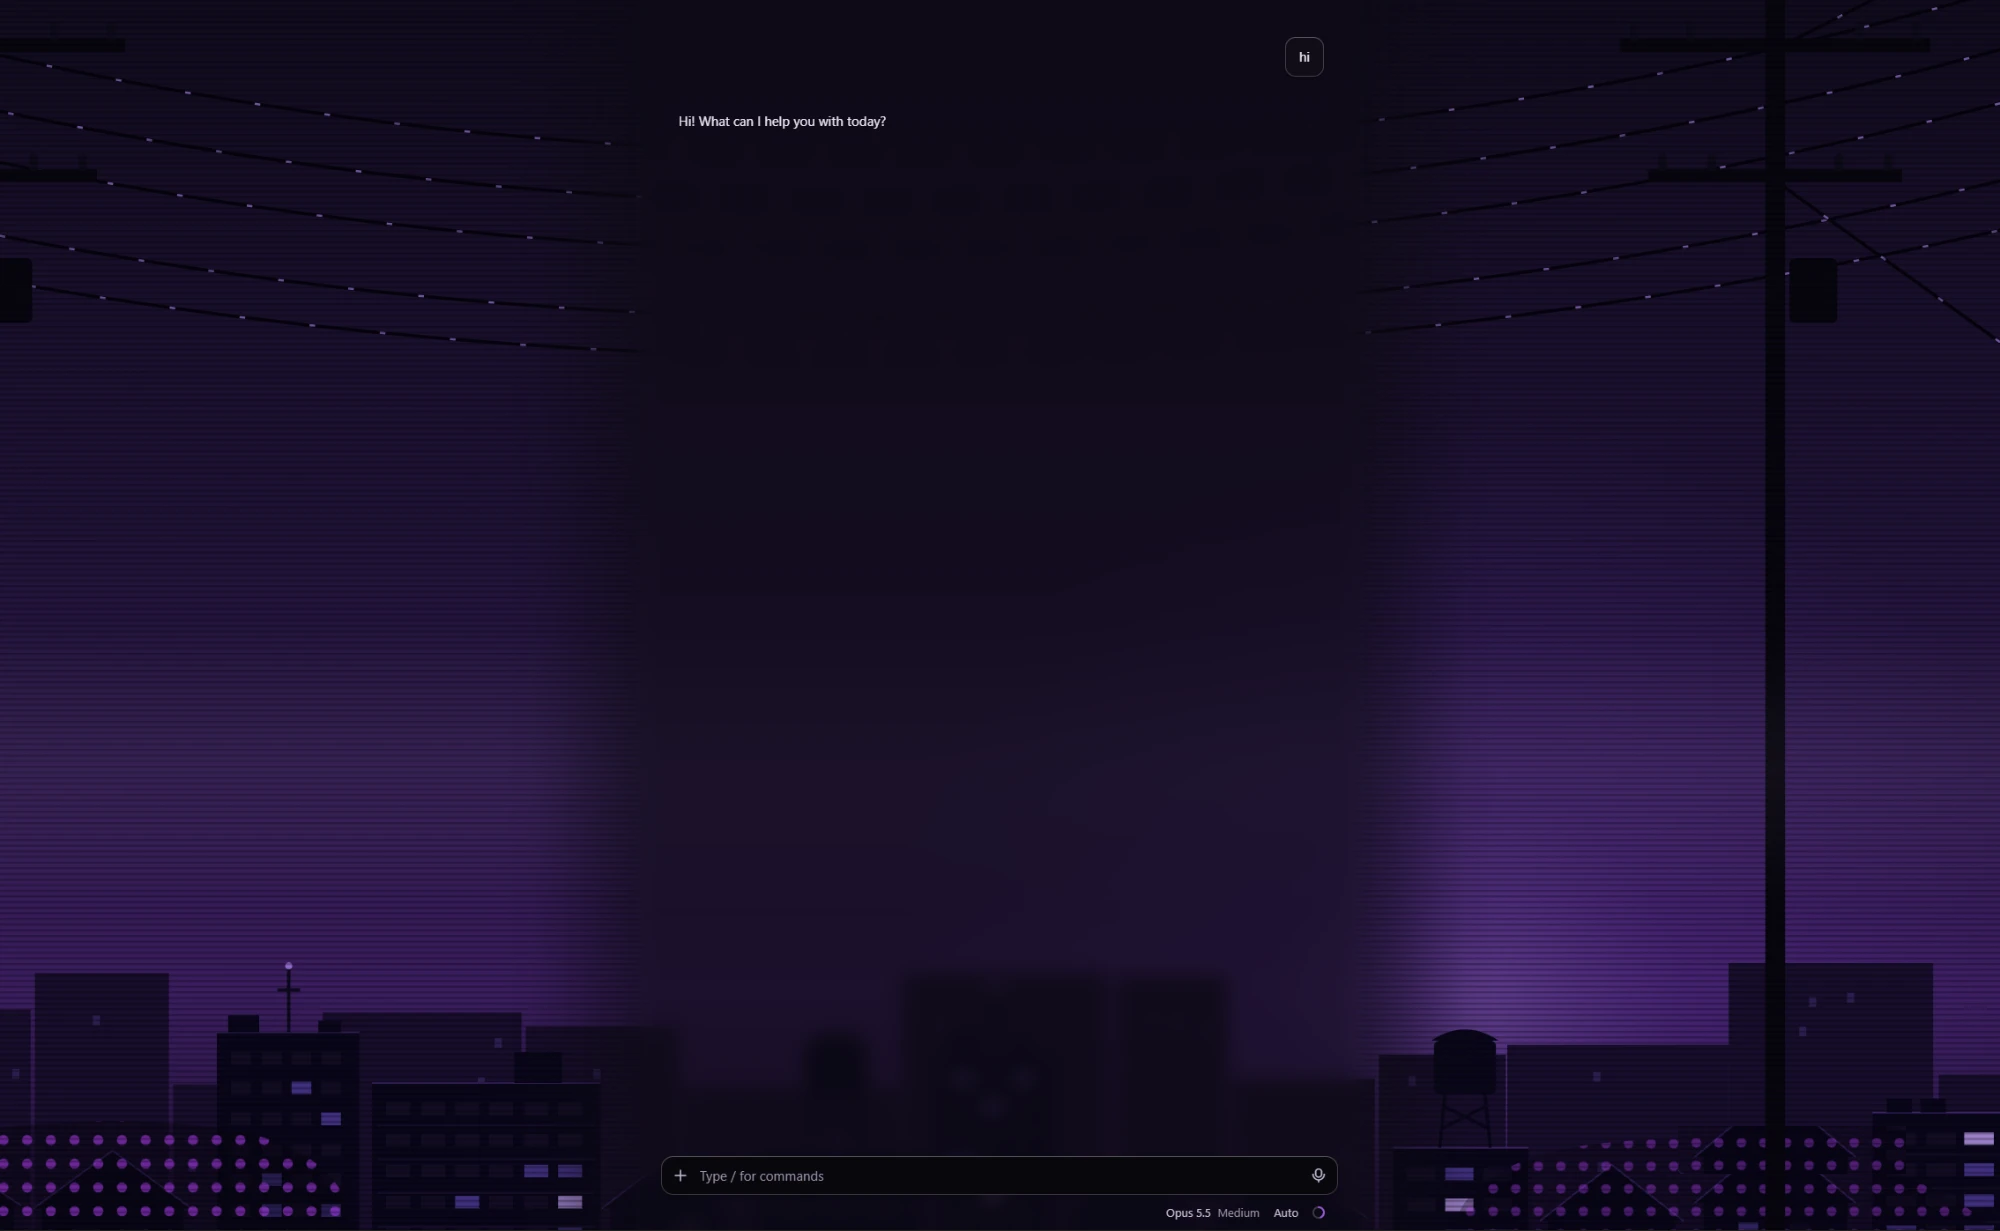 hi
Hi! What can I help you with today?
Type / for commands
Opus 5.5 Medium Auto